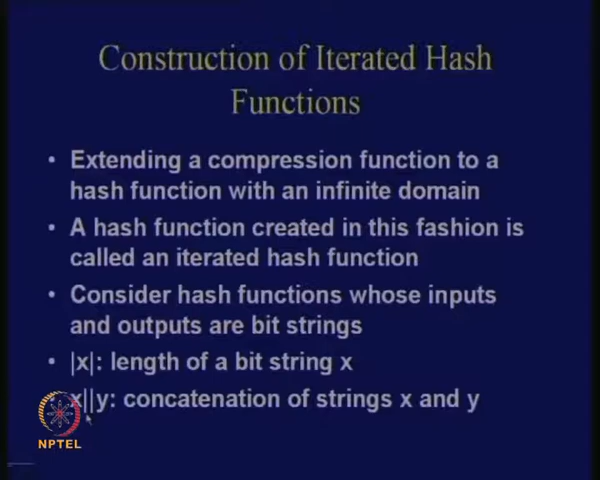 Construction of Iterated Hash
Functions
• Extending a compression function to a
hash function with an infinite domain
• A hash function created in this fashion is
called an iterated hash function
• Consider hash functions whose inputs
and outputs are bit strings
• |x|: length of a bit string x
x||y: concatenation of strings x and y
NPTEL